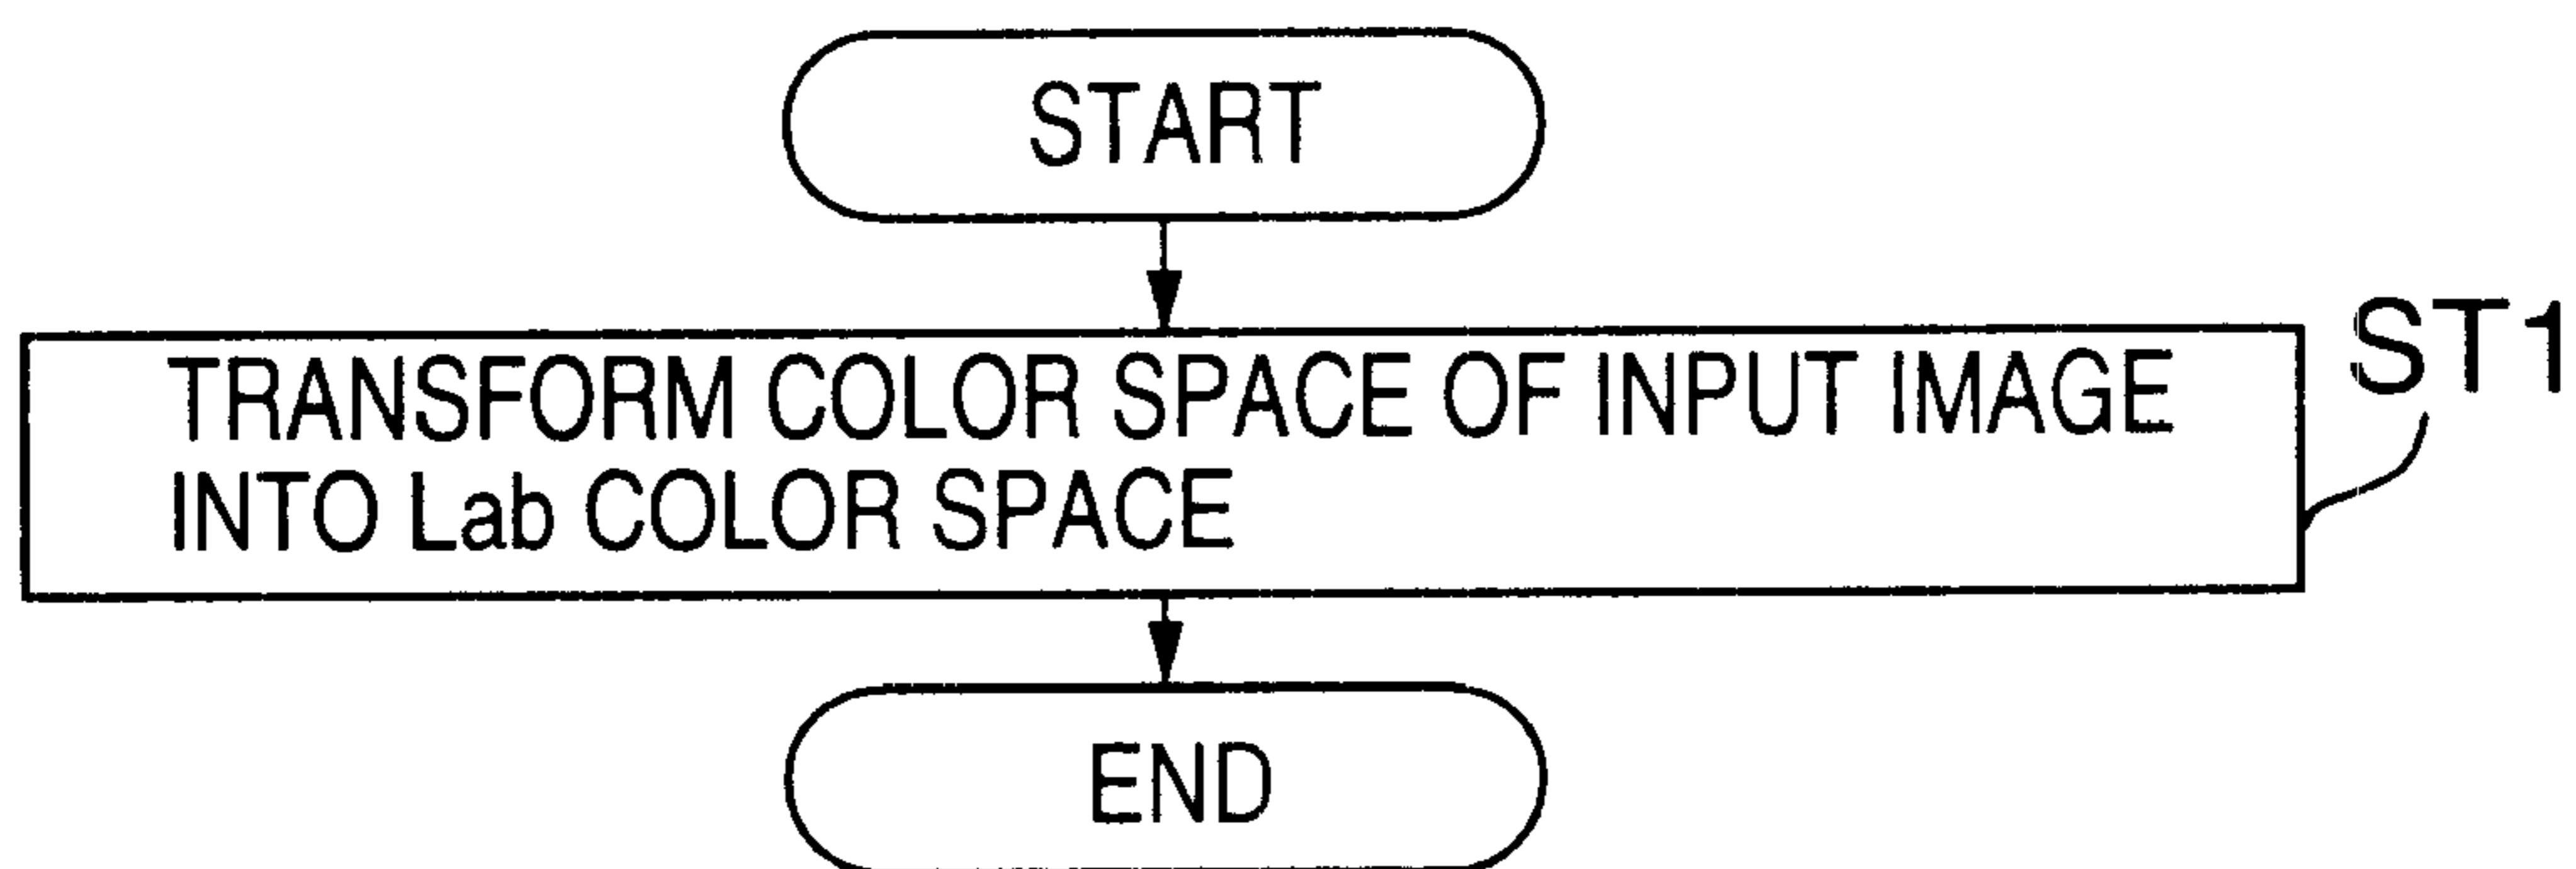 START
TRANSFORM COLOR SPACE OF INPUT IMAGE
INTO Lab COLOR SPACE
ST1
END